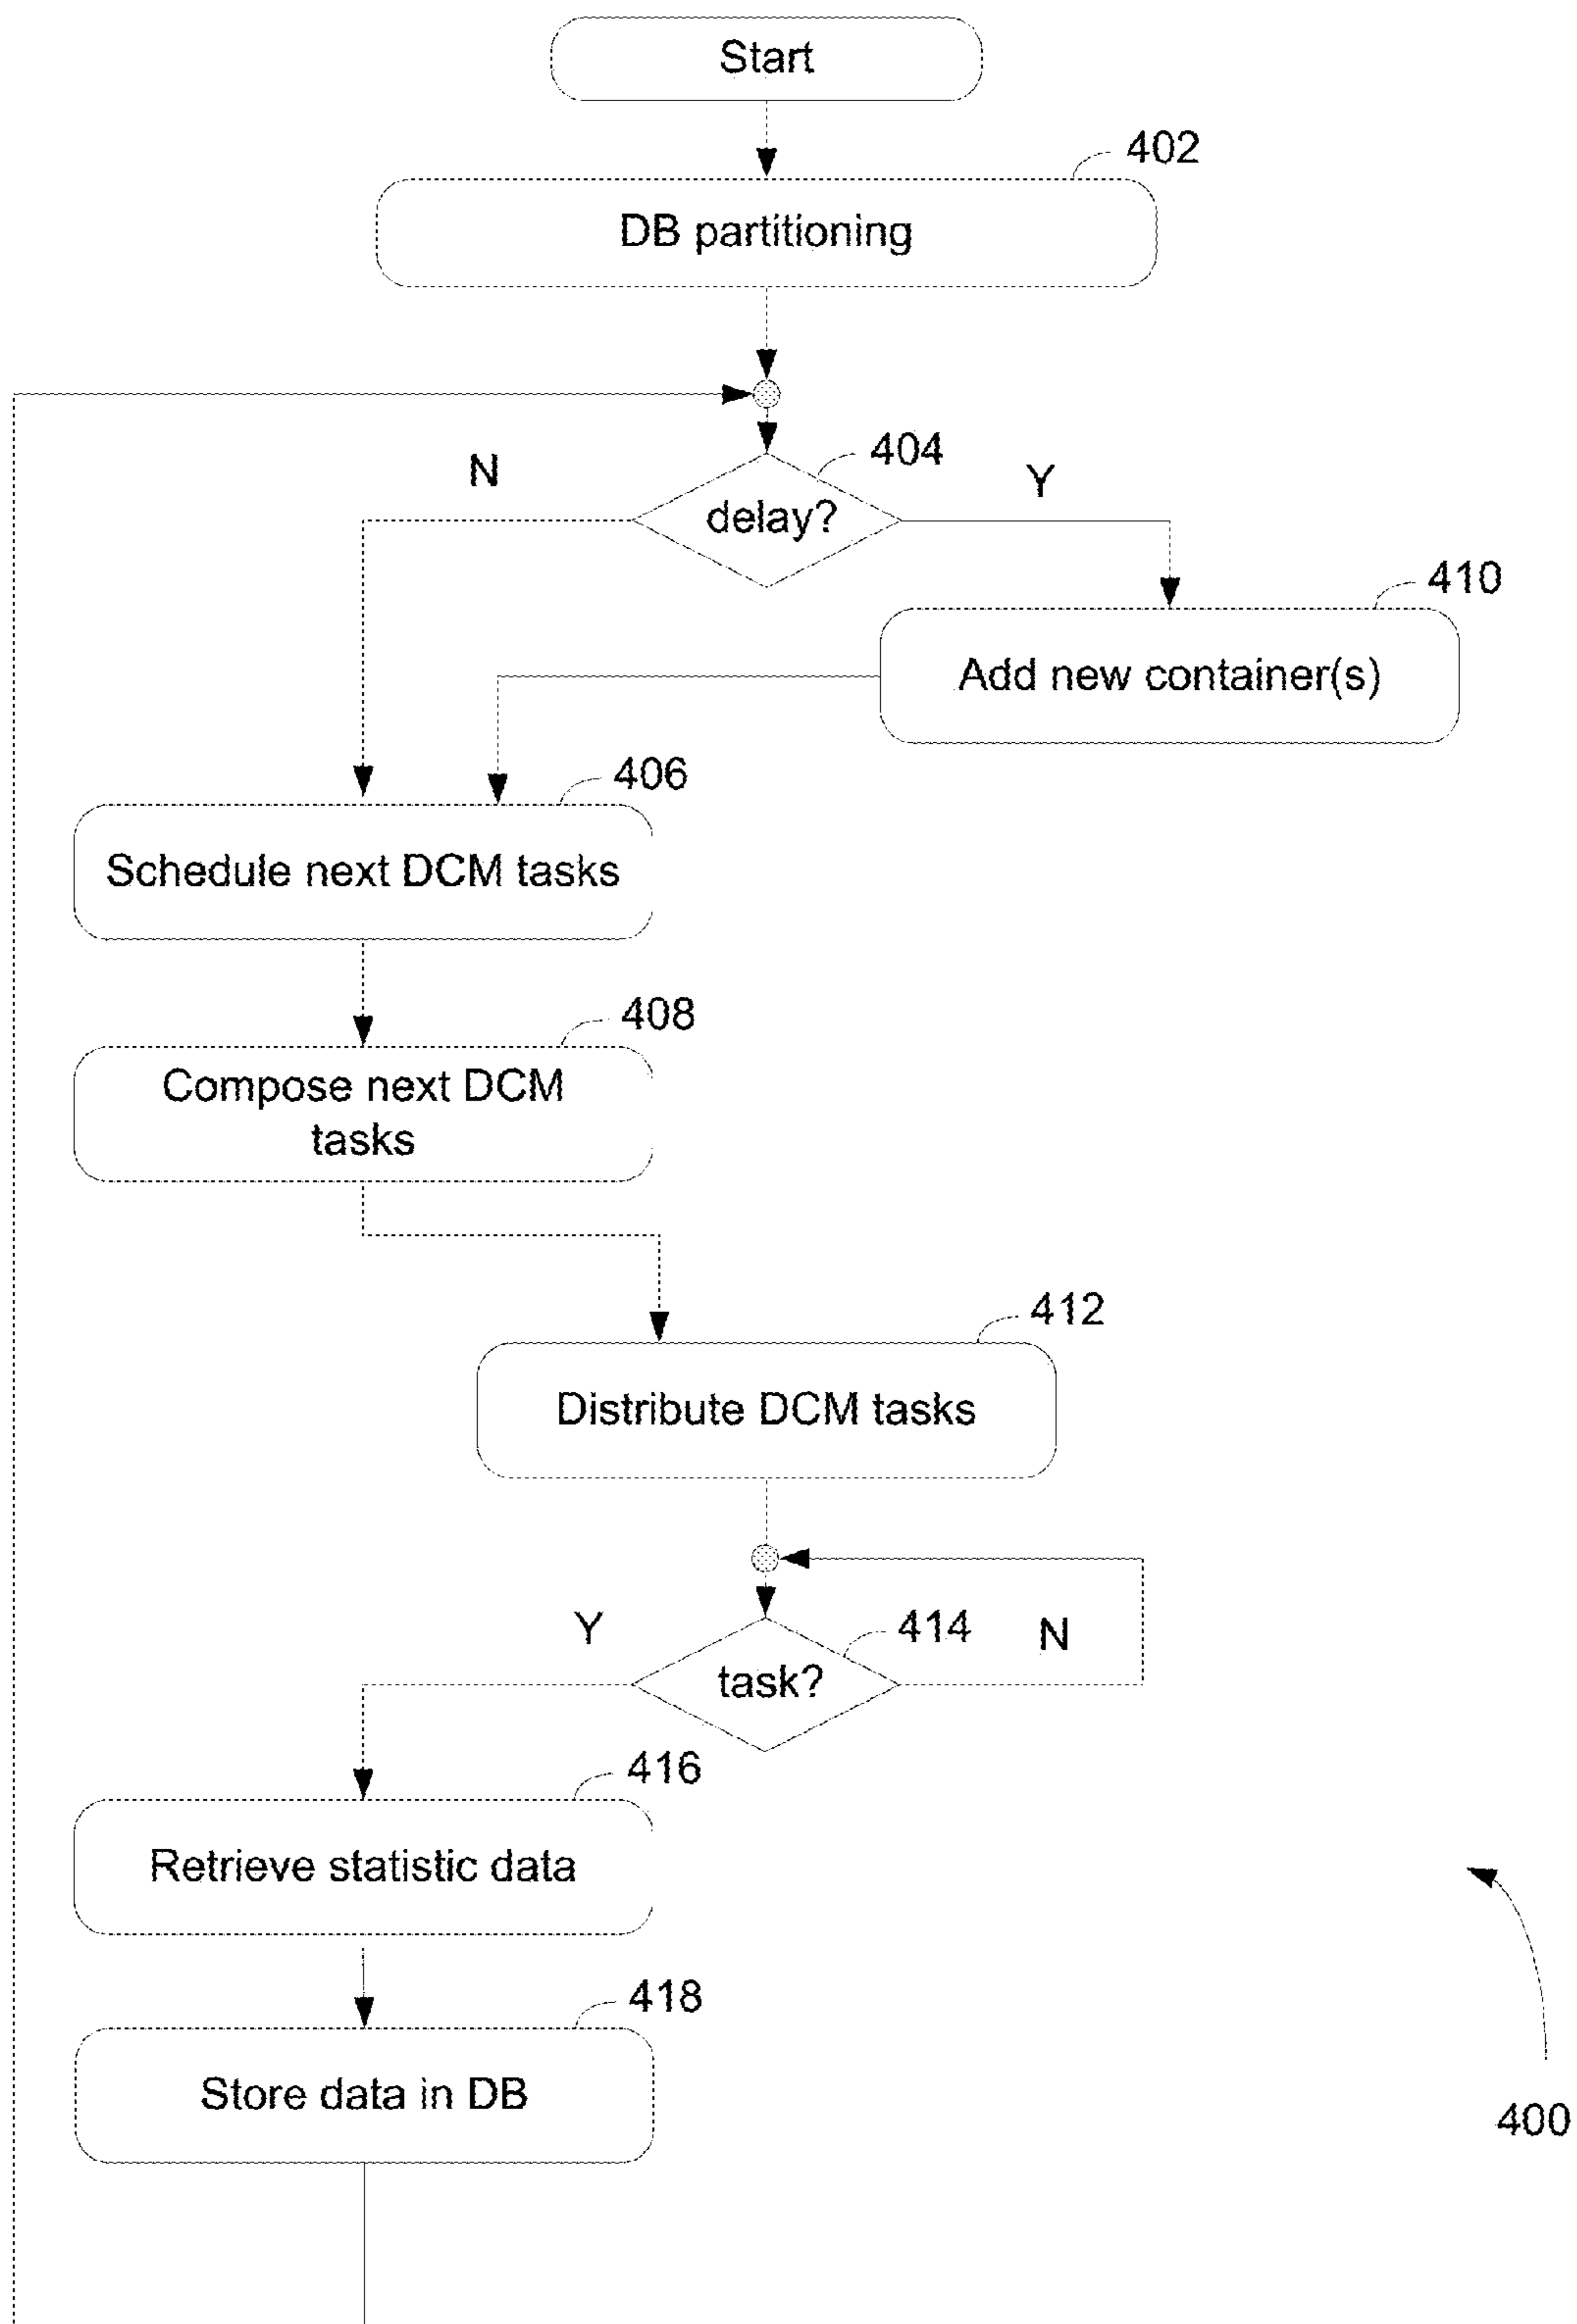 Start
402
DB partitioning
404
N
Y
delay?
410
Add new container(s)
406
Schedule next DCM tasks
408
Compose next DCM
tasks
412
Distribute DCM tasks
Y
414
N
task?
416
Retrieve statistic data
418
Store data in DB
400